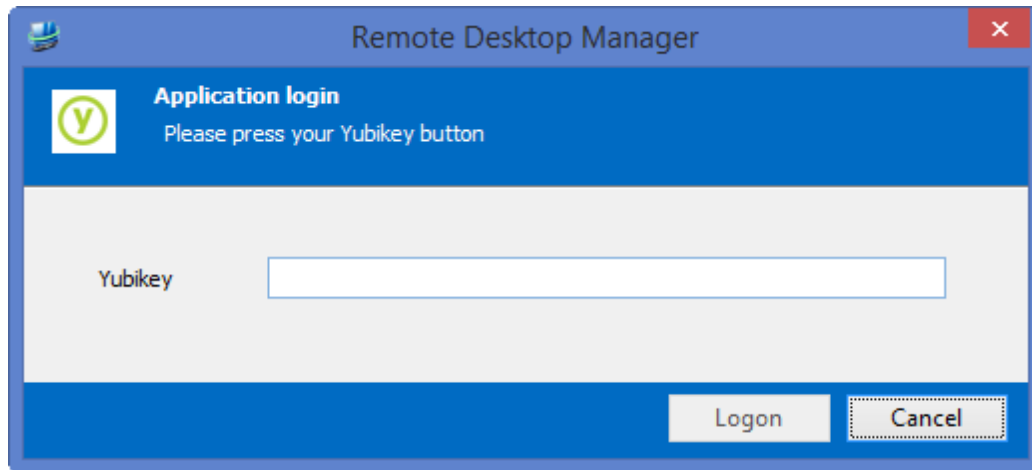 Remote Desktop Manager
Application login
Please press your Yubikey button
Yubikey
Logon Cancel